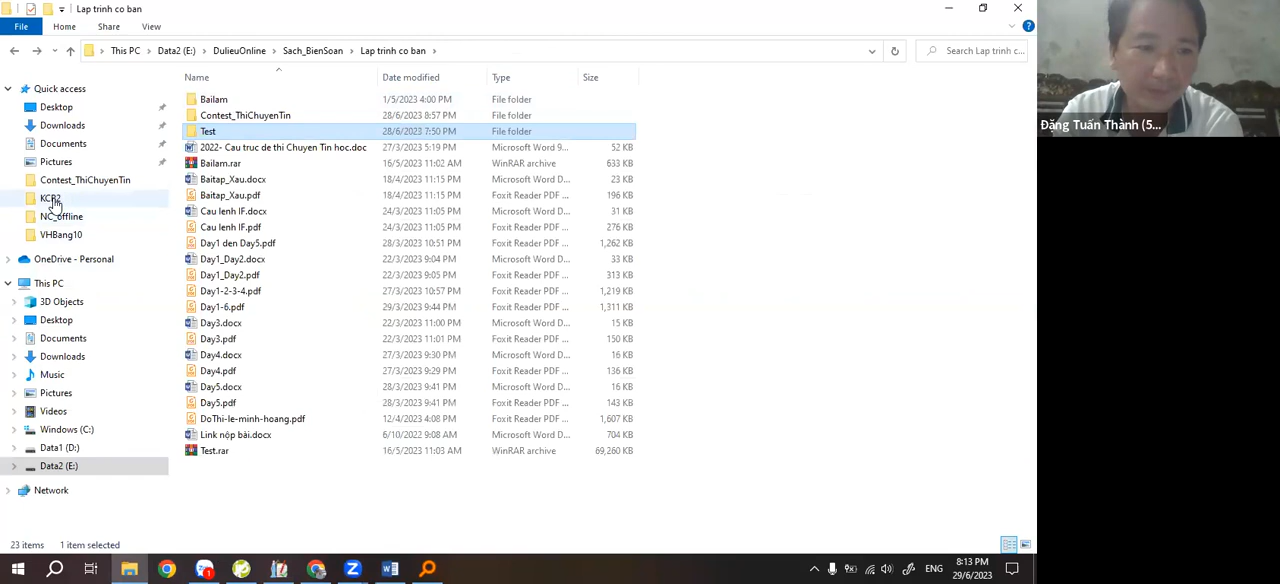 Lap trinh co ban
File Home Share View
This PC Data2 (E:) DulieuOnline Sach_BienSoan Lap trinh co ban
Search Lap trinh c...
Name Date modified Type Size
Quick access
Desktop
Downloads
Documents
Pictures
Contest_ThiChuyenTin
NC_offline
VHBang10
OneDrive - Personal
This PC
3D Objects
Desktop
Documents
Downloads
Music
Pictures
Videos
Windows (C:)
Data1 (D:)
Data2 (E:)
Network
Bailam 1/5/2023 4:00 PM File folder
Contest_ThiChuyenTin 28/6/2023 8:57 PM File folder
Test 28/6/2023 7:50 PM File folder
2022- Cau truc de thi Chuyen Tin hoc.doc 27/3/2023 5:19 PM Microsoft Word 9... 52 KB
Bailam.rar 16/5/2023 11:02 AM WinRAR archive 633 KB
Baitap_Xau.docx 18/4/2023 11:15 PM Microsoft Word D... 23 KB
Baitap_Xau.pdf 18/4/2023 11:15 PM Foxit Reader PDF ... 196 KB
Cau lenh IF.docx 24/3/2023 11:05 PM Microsoft Word D... 31 KB
Cau lenh IF.pdf 24/3/2023 11:05 PM Foxit Reader PDF ... 276 KB
Day1 den Day5.pdf 28/3/2023 10:51 PM Foxit Reader PDF ... 1,262 KB
Day1_Day2.docx 22/3/2023 9:04 PM Microsoft Word D... 33 KB
Day1_Day2.pdf 22/3/2023 9:05 PM Foxit Reader PDF ... 313 KB
Day1-2-3-4.pdf 27/3/2023 10:57 PM Foxit Reader PDF ... 1,219 KB
Day1-6.pdf 29/3/2023 9:44 PM Foxit Reader PDF ... 1,311 KB
Day3.docx 22/3/2023 11:00 PM Microsoft Word D... 15 KB
Day3.pdf 22/3/2023 11:01 PM Foxit Reader PDF ... 150 KB
Day4.docx 27/3/2023 9:30 PM Microsoft Word D... 16 KB
Day4.pdf 27/3/2023 9:29 PM Foxit Reader PDF ... 136 KB
Day5.docx 28/3/2023 9:41 PM Microsoft Word D... 16 KB
Day5.pdf 28/3/2023 9:41 PM Foxit Reader PDF ... 143 KB
DoThi-le-minh-hoang.pdf 12/4/2023 4:08 PM Foxit Reader PDF ... 1,607 KB
Link nộp bài.docx 6/10/2022 9:08 AM Microsoft Word D... 704 KB
Test.rar 16/5/2023 11:03 AM WinRAR archive 69,260 KB
23 items 1 item selected
Đặng Tuấn Thành (5...
ENG
8:13 PM
29/6/2023